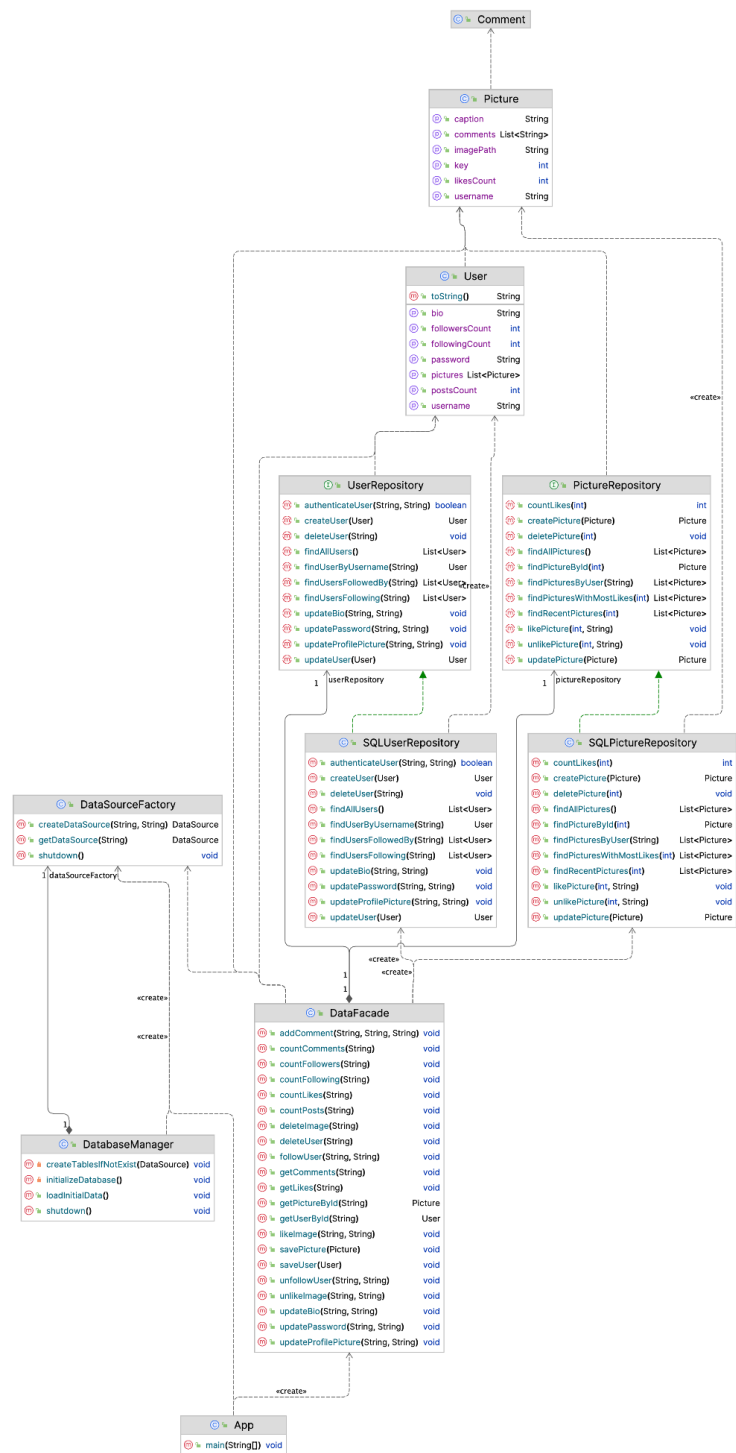 Comment
Picture
caption String
comments List<String>
imagePath String
key int
likesCount int
username String
User
toString() String
bio String
followersCount int
followingCount int
password String
pictures List<Picture>
postsCount int
username String
«create»
UserRepository
authenticateUser(String, String) boolean
createUser(User) User
deleteUser(String) void
findAllUsers() List<User>
findUserByUsername(String) User
findUsersFollowedBy(String) List<User>
findUsersFollowing(String) List<User>
updateBio(String, String) void
updatePassword(String, String) void
updateProfilePicture(String, String) void
updateUser(User) User
«create»
PictureRepository
countLikes(int) int
createPicture(Picture) Picture
deletePicture(int) void
findAllPictures() List<Picture>
findPictureById(int) Picture
findPicturesByUser(String) List<Picture>
findPicturesWithMostLikes(int) List<Picture>
findRecentPictures(int) List<Picture>
likePicture(int, String) void
unlikePicture(int, String) void
updatePicture(Picture) Picture
1 userRepository
1 pictureRepository
SQLUserRepository
authenticateUser(String, String) boolean
createUser(User) User
deleteUser(String) void
findAllUsers() List<User>
findUserByUsername(String) User
findUsersFollowedBy(String) List<User>
findUsersFollowing(String) List<User>
updateBio(String, String) void
updatePassword(String, String) void
updateProfilePicture(String, String) void
updateUser(User) User
SQLPictureRepository
countLikes(int) int
createPicture(Picture) Picture
deletePicture(int) void
findAllPictures() List<Picture>
findPictureById(int) Picture
findPicturesByUser(String) List<Picture>
findPicturesWithMostLikes(int) List<Picture>
findRecentPictures(int) List<Picture>
likePicture(int, String) void
unlikePicture(int, String) void
updatePicture(Picture) Picture
DataSourceFactory
createDataSource(String, String) DataSource
getDataSource(String) DataSource
shutdown() void
1 dataSourceFactory
«create»
«create»
1
1
«create»
«create»
DataFacade
addComment(String, String, String) void
countComments(String) void
countFollowers(String) void
countFollowing(String) void
countLikes(String) void
countPosts(String) void
deleteImage(String) void
deleteUser(String) void
followUser(String, String) void
getComments(String) void
getLikes(String) void
getPictureById(String) Picture
getUserById(String) User
likeImage(String, String) void
savePicture(Picture) void
saveUser(User) void
unfollowUser(String, String) void
unlikeImage(String, String) void
updateBio(String, String) void
updatePassword(String, String) void
updateProfilePicture(String, String) void
1
DatabaseManager
createTablesIfNotExist(DataSource) void
initializeDatabase() void
loadInitialData() void
shutdown() void
«create»
App
main(String[]) void